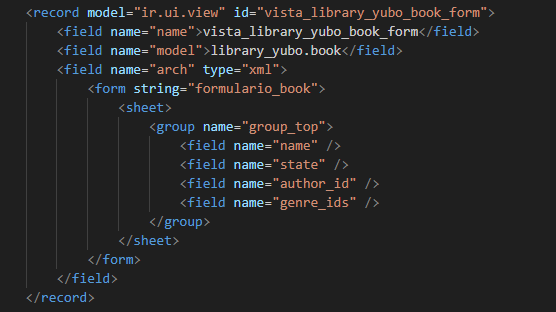 <record model="ir.ui.view" id="vista_library_yubo_book_form">
<field name="name">vista_library_yubo_book_form</field>
<field name="model">library_yubo.book</field>
<field name="arch" type="xml">
<form string="formulario_book">
<sheet>
<group name="group_top">
<field name="name" />
<field name="state" />
<field name="author_id" />
<field name="genre_ids" />
</group>
</sheet>
</form>
</field>
</record>